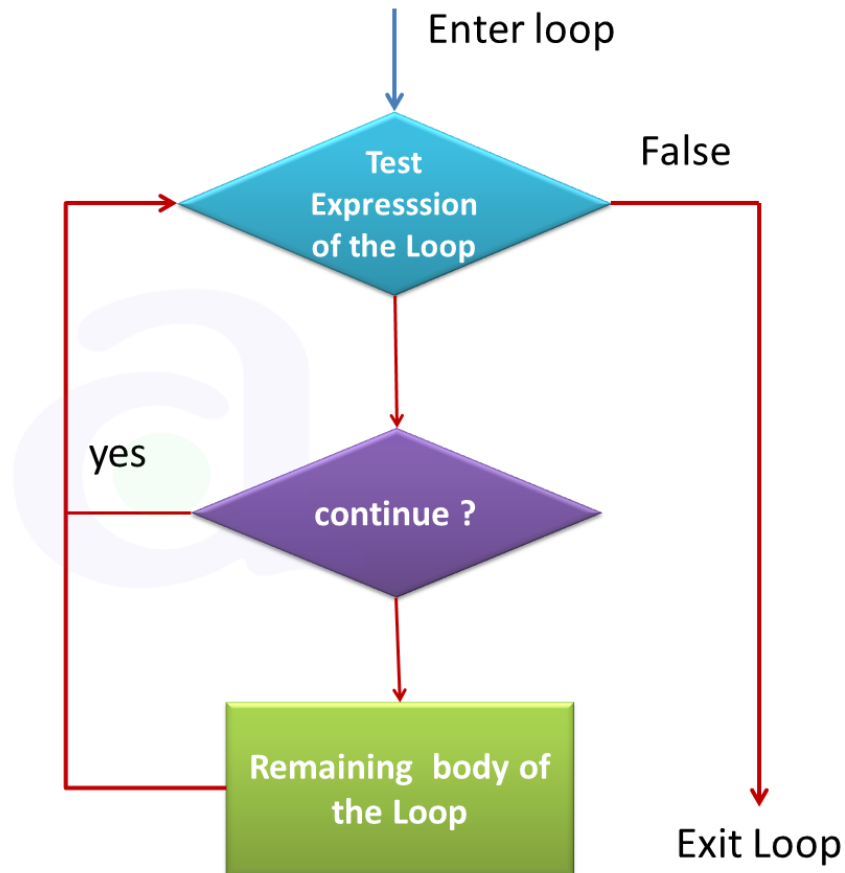 Enter loop
False
Test
Expresssion
of the Loop
yes
continue ?
Remaining body of
the Loop
Exit Loop